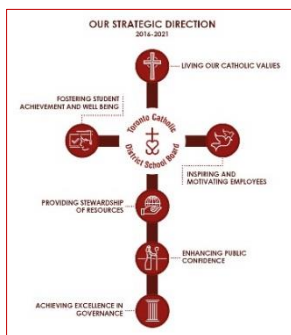 OUR STRATEGIC DIRECTION
2016-2021
LIVING OUR CATHOLIC VALUES
FOSTERING STUDENT
ACHIEVEMENT AND WELL BEING
Toronto Catholic
District School Board
INSPIRING AND
MOTIVATING EMPLOYEES
PROVIDING STEWARDSHIP
OF RESOURCES
ENHANCING PUBLIC
CONFIDENCE
ACHIEVING EXCELLENCE IN
GOVERNANCE